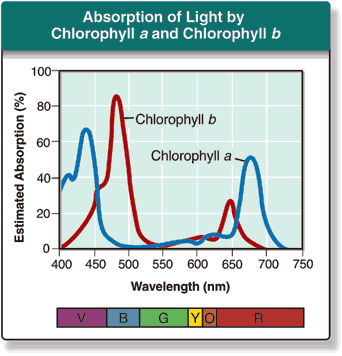 Absorption of Light by
Chlorophyll a and Chlorophyll b
Estimated Absorption (%)
100
80
60
40
20
0
Chlorophyll b
Chlorophyll a
400 450 500 550 600 650 700 750
Wavelength (nm)
V B G Y O R